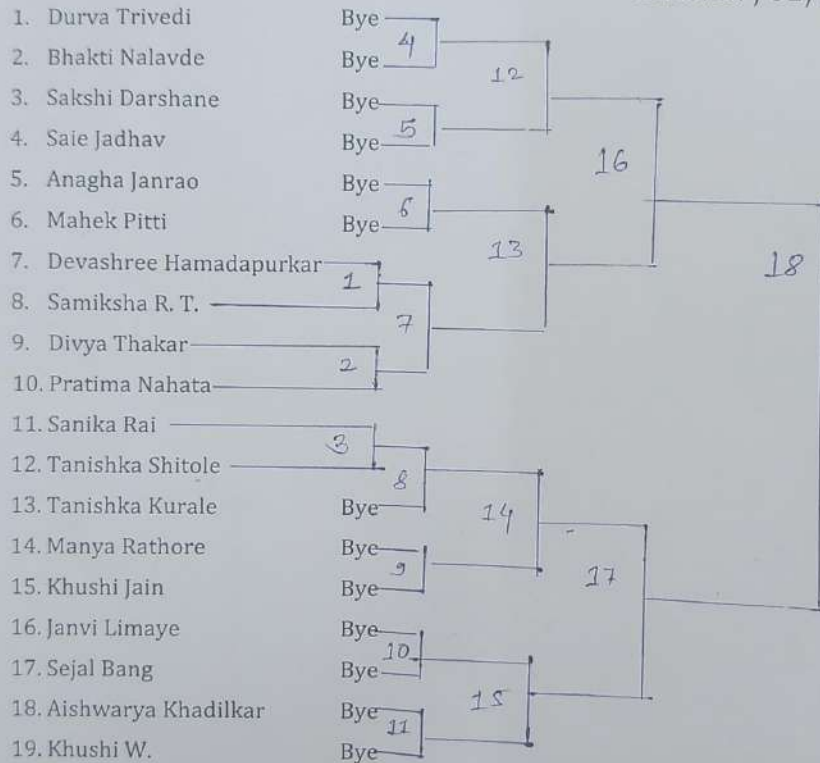 1. Durva Trivedi Bye
4
2. Bhakti Nalavde Bye
12
3. Sakshi Darshane Bye
5
4. Saie Jadhav Bye
16
5. Anagha Janrao Bye
6
6. Mahek Pitti Bye
13
7. Devashree Hamadapurkar
18
1
8. Samiksha R. T.
7
9. Divya Thakar
2
10. Pratima Nahata
11. Sanika Rai
3
12. Tanishka Shitole
8
13. Tanishka Kurale Bye
14
14. Manya Rathore Bye
9
17
15. Khushi Jain Bye
16. Janvi Limaye Bye
10
17. Sejal Bang Bye
15
18. Aishwarya Khadilkar Bye
11
19. Khushi W. Bye